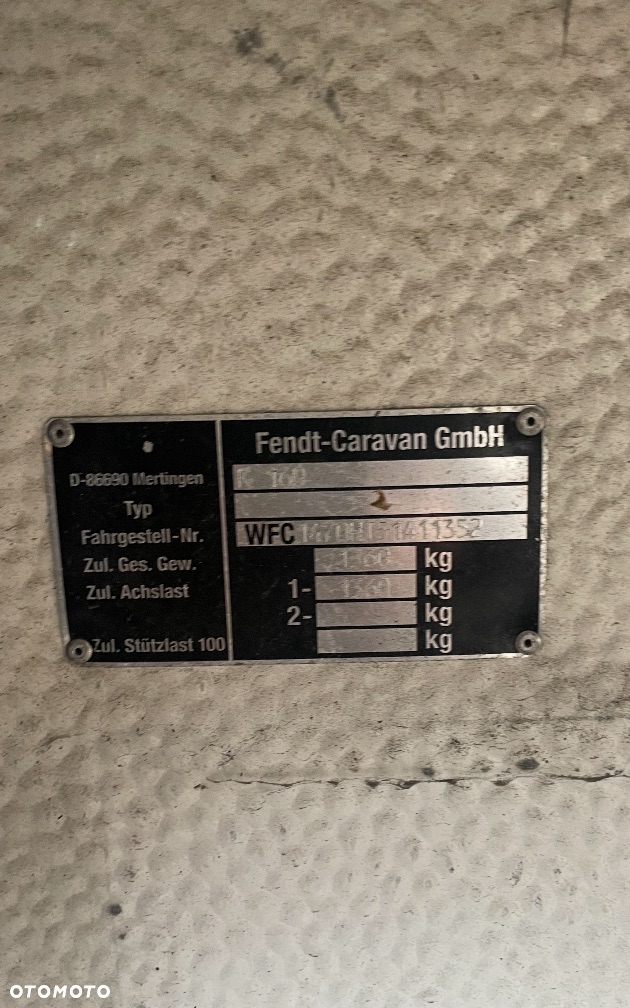 Fendt-Caravan GmbH
D-86690 Mertingen
Typ
Fahrgestell-Nr. WFC
Zul. Ges. Gew. kg
Zul. Achslast 1- 1360 kg
2- kg
Zul. Stützlast 100 kg
OTOMOTO